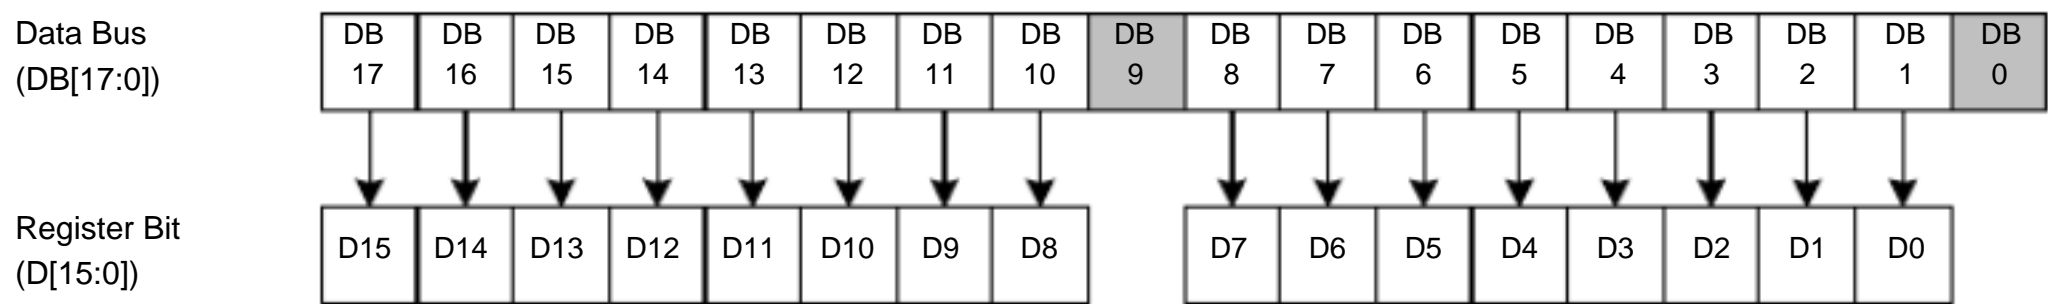 Data Bus
(DB[17:0])
DB DB DB DB DB DB DB DB DB DB DB DB DB DB DB DB DB DB
17 16 15 14 13 12 11 10 9 8 7 6 5 4 3 2 1 0
Register Bit
(D[15:0])
D15 D14 D13 D12 D11 D10 D9 D8 D7 D6 D5 D4 D3 D2 D1 D0